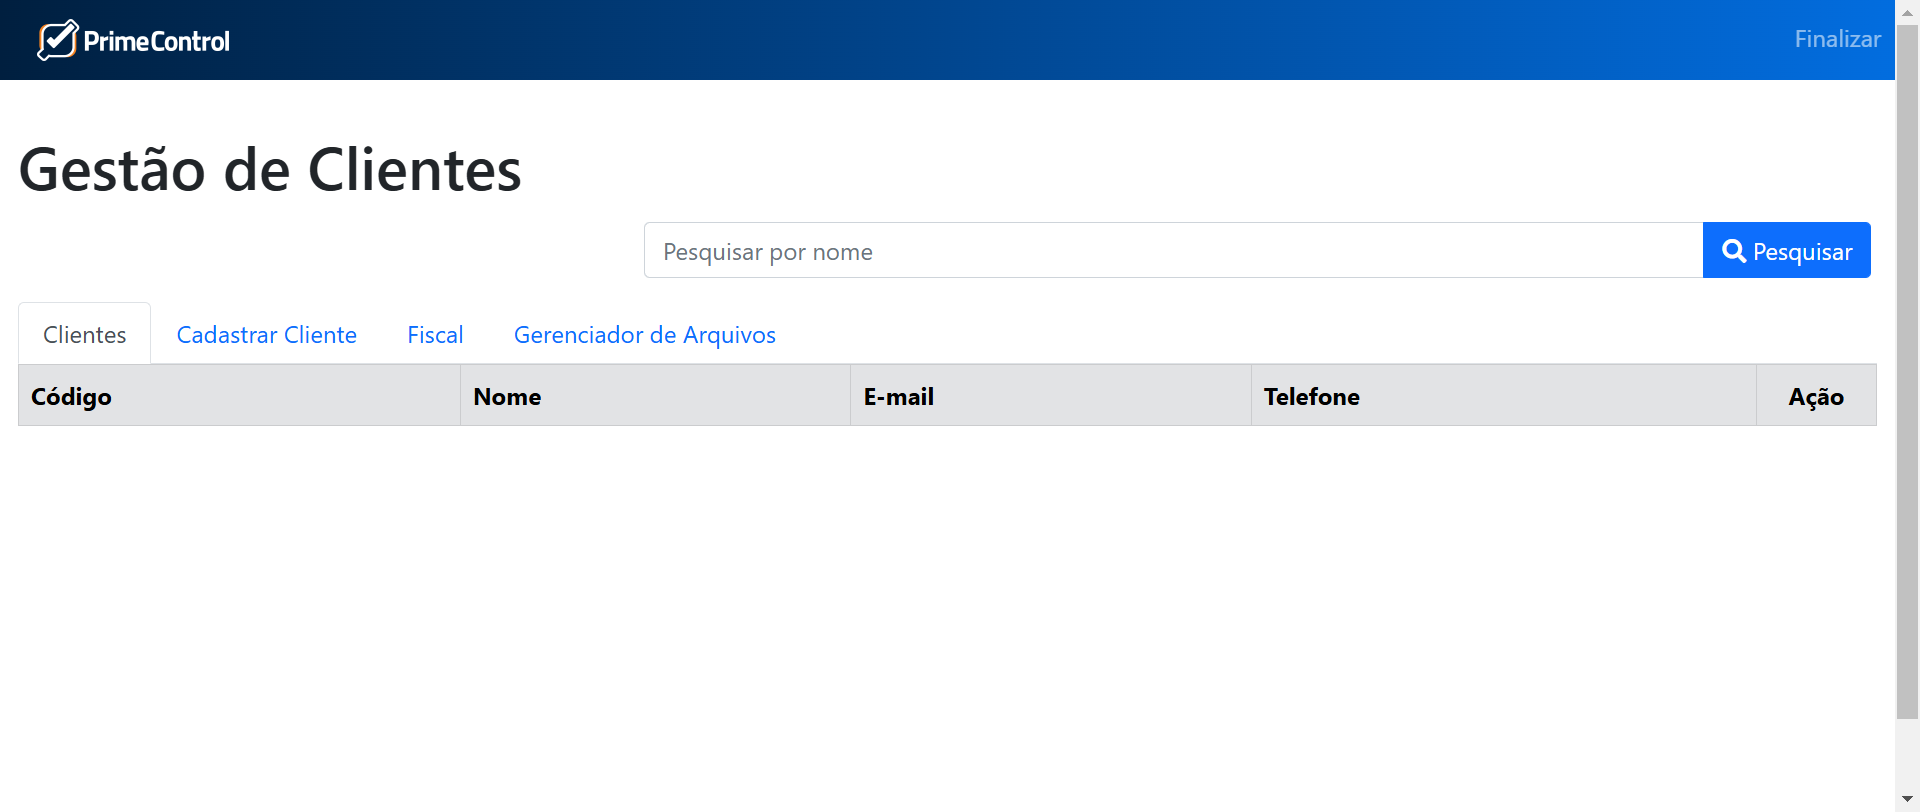 PrimeControl
Finalizar
Gestão de Clientes
Pesquisar por nome
Pesquisar
Clientes
Cadastrar Cliente
Fiscal
Gerenciador de Arquivos
Código
Nome
E-mail
Telefone
Ação